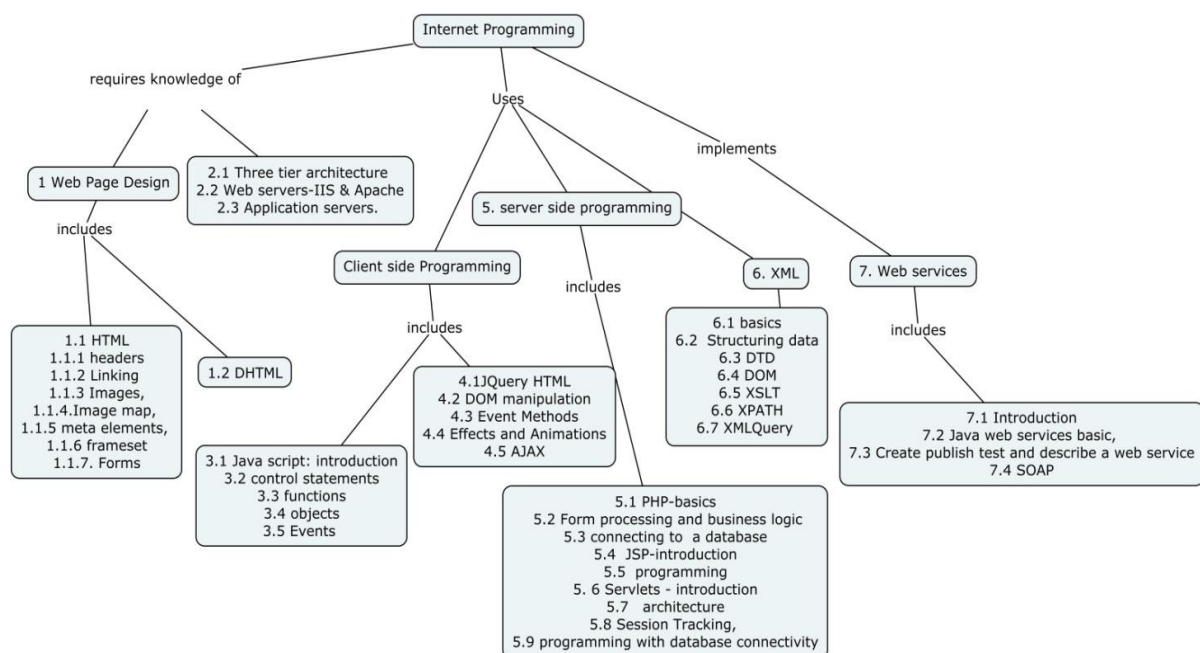 Internet Programming
requires knowledge of
Uses
implements
1 Web Page Design
2.1 Three tier architecture
2.2 Web servers-IIS & Apache
2.3 Application servers.
5. server side programming
includes
Client side Programming
6. XML
7. Web services
includes
includes
includes
1.1 HTML
1.1.1 headers
1.1.2 Linking
1.1.3 Images,
1.1.4.Image map,
1.1.5 meta elements,
1.1.6 frameset
1.1.7. Forms
1.2 DHTML
4.1JQuery HTML
4.2 DOM manipulation
4.3 Event Methods
4.4 Effects and Animations
4.5 AJAX
6.1 basics
6.2 Structuring data
6.3 DTD
6.4 DOM
6.5 XSLT
6.6 XPATH
6.7 XMLQuery
7.1 Introduction
7.2 Java web services basic,
7.3 Create publish test and describe a web service
7.4 SOAP
3.1 Java script: introduction
3.2 control statements
3.3 functions
3.4 objects
3.5 Events
5.1 PHP-basics
5.2 Form processing and business logic
5.3 connecting to a database
5.4 JSP-introduction
5.5 programming
5. 6 Servlets - introduction
5.7 architecture
5.8 Session Tracking,
5.9 programming with database connectivity